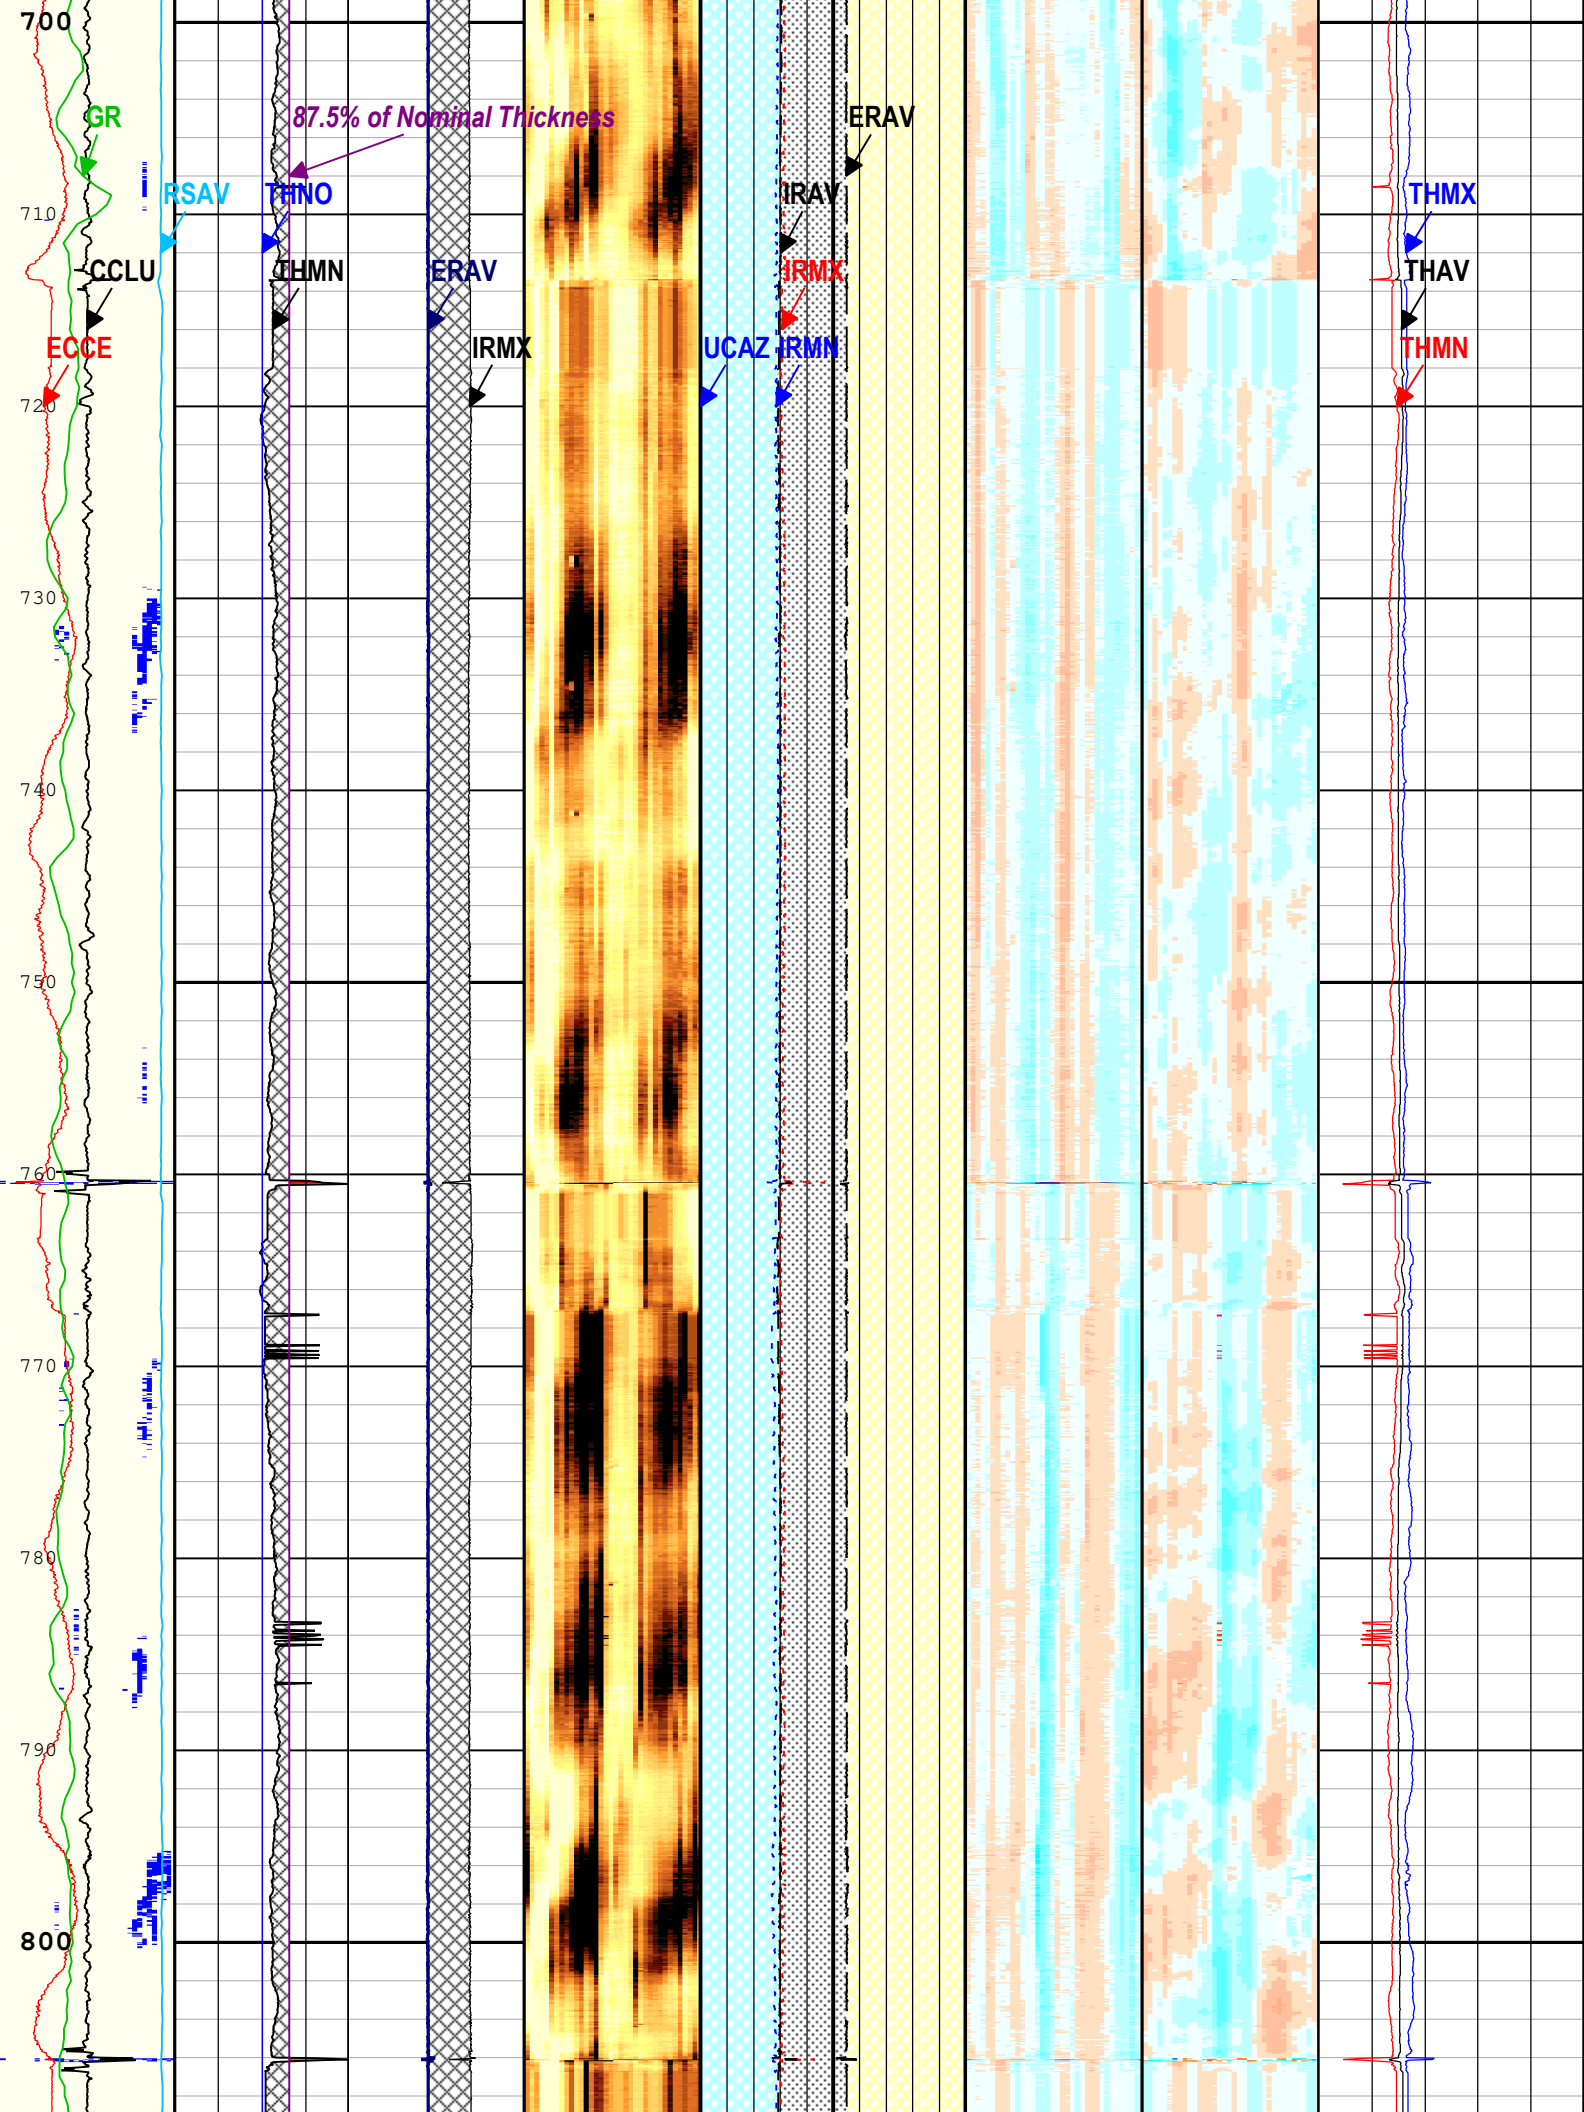 700
GR
87.5% of Nominal Thickness
ERAV
RSAV
THNO
IRAV
THMX
710
CCLU
THMN
ERAV
IRMX
THAV
ECCE
IRMX
UCAZ
IRMN
THMN
720
730
740
750
760
770
780
790
800